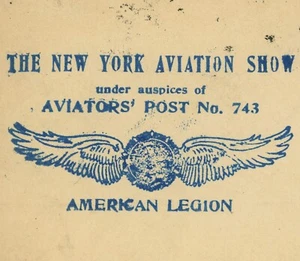 THE NEW YORK AVIATION SHOW
under auspices of
AVIATORS' POST No. 743
AMERICAN LEGION